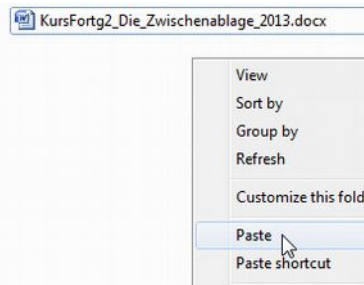 KursFortg2_Die_Zwischenablage_2013.docx
View
Sort by
Group by
Refresh
Customize this fold
Paste
Paste shortcut